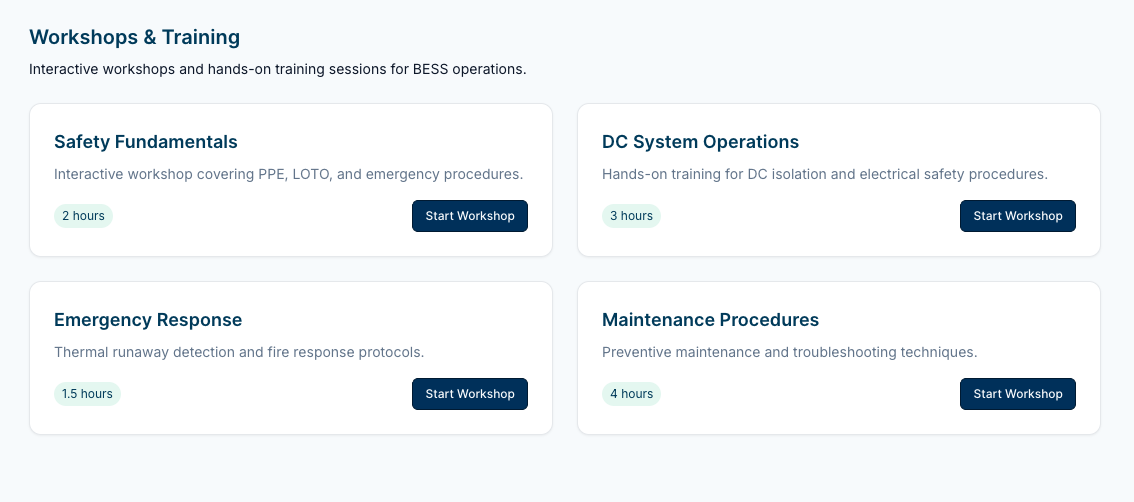 Workshops & Training
Interactive workshops and hands-on training sessions for BESS operations.
Safety Fundamentals
Interactive workshop covering PPE, LOTO, and emergency procedures.
2 hours
Start Workshop
DC System Operations
Hands-on training for DC isolation and electrical safety procedures.
3 hours
Start Workshop
Emergency Response
Thermal runaway detection and fire response protocols.
1.5 hours
Start Workshop
Maintenance Procedures
Preventive maintenance and troubleshooting techniques.
4 hours
Start Workshop